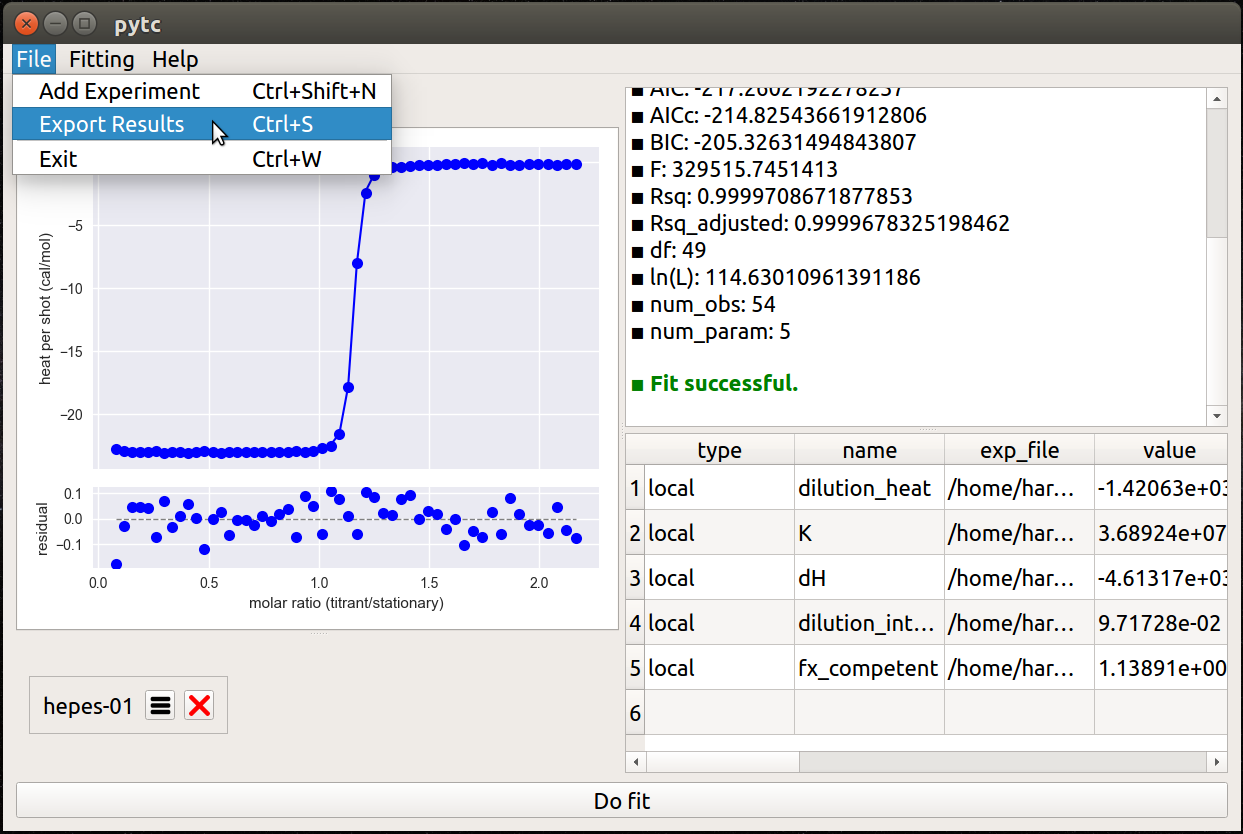 pytc
File Fitting Help
Add Experiment Ctrl+Shift+N
Export Results Ctrl+S
Exit Ctrl+W
−5
−10
−15
−20
heat per shot (cal/mol)
0.1
0.0
−0.1
residual
0.0 0.5 1.0 1.5 2.0
molar ratio (titrant/stationary)
hepes-01
■ AIC: -217.2602192278237
■ AICc: -214.82543661912806
■ BIC: -205.32631494843807
■ F: 329515.7451413
■ Rsq: 0.9999708671877853
■ Rsq_adjusted: 0.9999678325198462
■ df: 49
■ ln(L): 114.63010961391186
■ num_obs: 54
■ num_param: 5
■ Fit successful.
type name exp_file value
1 local dilution_heat /home/har... -1.42063e+03
2 local K /home/har... 3.68924e+07
3 local dH /home/har... -4.61317e+03
4 local dilution_int... /home/har... 9.71728e-02
5 local fx_competent /home/har... 1.13891e+00
6
Do fit